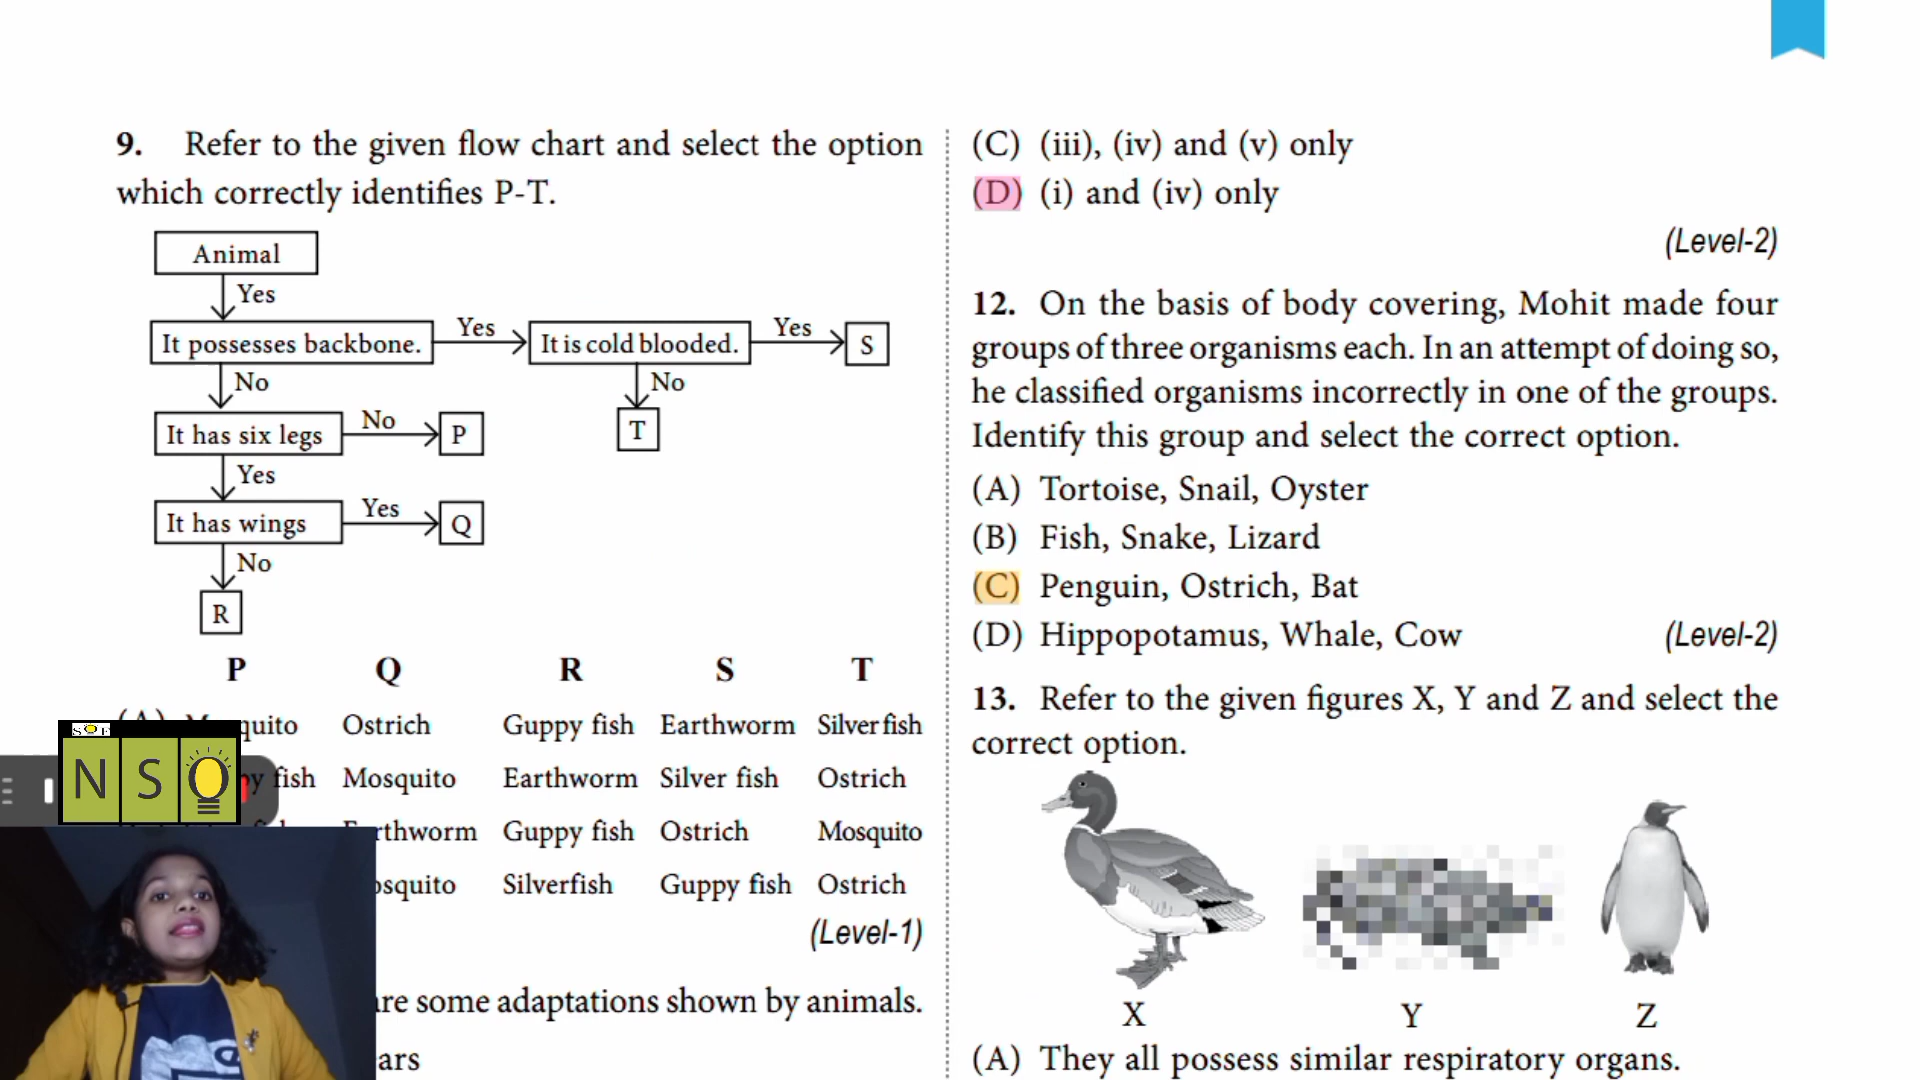 9. Refer to the given flow chart and select the option
which correctly identifies P-T.
Animal
Yes
It possesses backbone.
Yes
It is cold blooded.
Yes
S
No
No
T
It has six legs
No
P
Yes
It has wings
Yes
Q
No
R
P Q R S T
(A) Ostrich Guppy fish Earthworm Silver fish
fish Mosquito Earthworm Silver fish Ostrich
Guppy fish Ostrich Mosquito
Silverfish Guppy fish Ostrich
(Level-1)
are some adaptations shown by animals.
SOF
NSO
(C) (iii), (iv) and (v) only
(D) (i) and (iv) only
(Level-2)
12. On the basis of body covering, Mohit made four
groups of three organisms each. In an attempt of doing so,
he classified organisms incorrectly in one of the groups.
Identify this group and select the correct option.
(A) Tortoise, Snail, Oyster
(B) Fish, Snake, Lizard
(C) Penguin, Ostrich, Bat
(D) Hippopotamus, Whale, Cow (Level-2)
13. Refer to the given figures X, Y and Z and select the
correct option.
X Y Z
(A) They all possess similar respiratory organs.